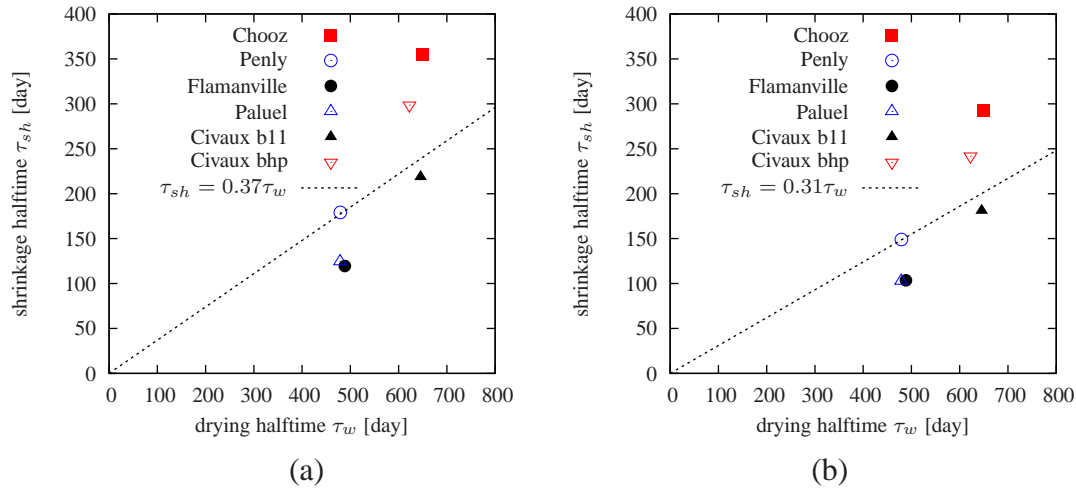 400
350
300
250
200
150
100
50
0
shrinkage halftime τsh [day]
Chooz
Penly
Flamanville
Paluel
Civaux b11
Civaux bhp
τsh = 0.37τw
0 100 200 300 400 500 600 700 800
drying halftime τw [day]
(a)
400
350
300
250
200
150
100
50
0
shrinkage halftime τsh [day]
Chooz
Penly
Flamanville
Paluel
Civaux b11
Civaux bhp
τsh = 0.31τw
0 100 200 300 400 500 600 700 800
drying halftime τw [day]
(b)